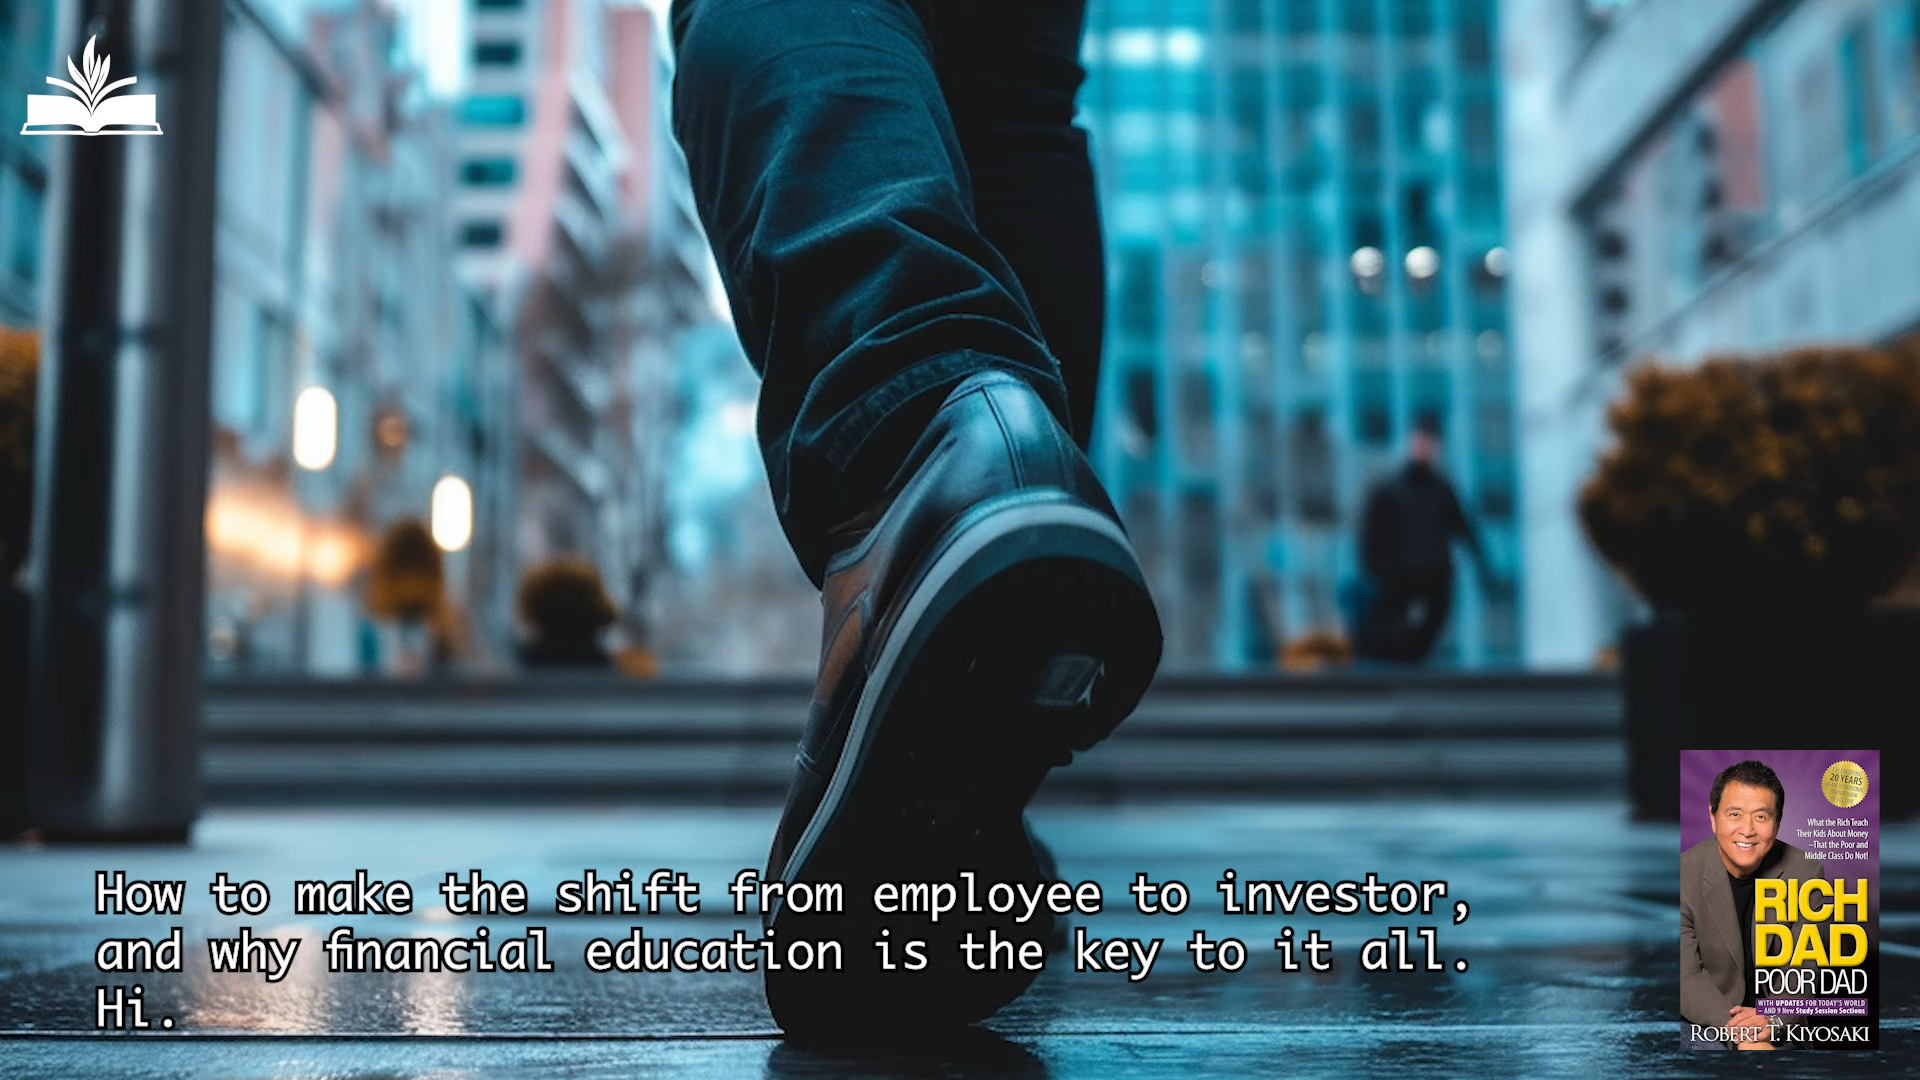 How to make the shift from employee to investor,
and why financial education is the key to it all.
Hi.
20 YEARS
What the Rich Teach
Their Kids About Money
—That the Poor and
Middle Class Do Not!
RICH
DAD
POOR DAD
WITH UPDATES FOR TODAY'S WORLD
— AND 9 New Study Session Sections
ROBERT T. KIYOSAKI